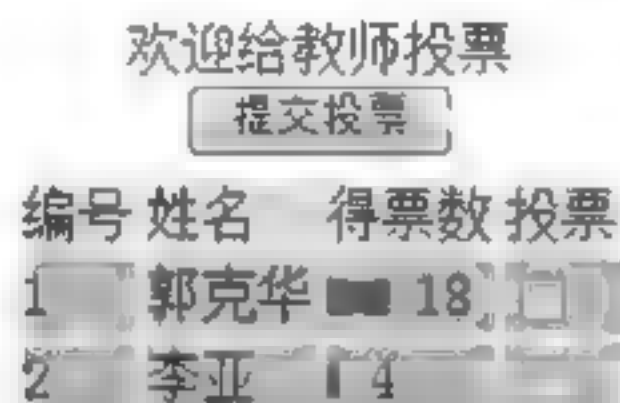 欢迎给教师投票
提交投票
编号 姓名 得票数 投票
1 郭克华 18
2 李亚 4